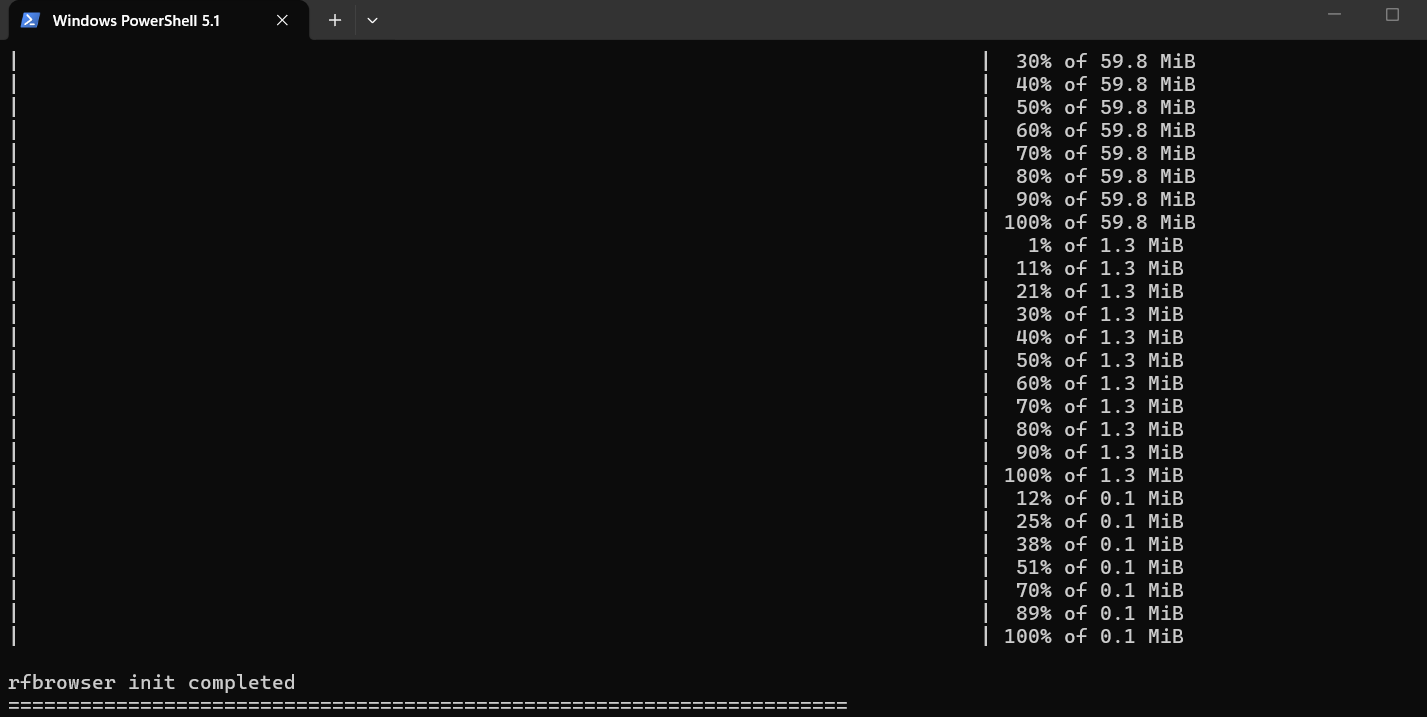 Windows PowerShell 5.1
| | 30% of 59.8 MiB
| | 40% of 59.8 MiB
| | 50% of 59.8 MiB
| | 60% of 59.8 MiB
| | 70% of 59.8 MiB
| | 80% of 59.8 MiB
| | 90% of 59.8 MiB
| | 100% of 59.8 MiB
| | 1% of 1.3 MiB
| | 11% of 1.3 MiB
| | 21% of 1.3 MiB
| | 30% of 1.3 MiB
| | 40% of 1.3 MiB
| | 50% of 1.3 MiB
| | 60% of 1.3 MiB
| | 70% of 1.3 MiB
| | 80% of 1.3 MiB
| | 90% of 1.3 MiB
| | 100% of 1.3 MiB
| | 12% of 0.1 MiB
| | 25% of 0.1 MiB
| | 38% of 0.1 MiB
| | 51% of 0.1 MiB
| | 70% of 0.1 MiB
| | 89% of 0.1 MiB
| | 100% of 0.1 MiB
rfbrowser init completed
======================================================================